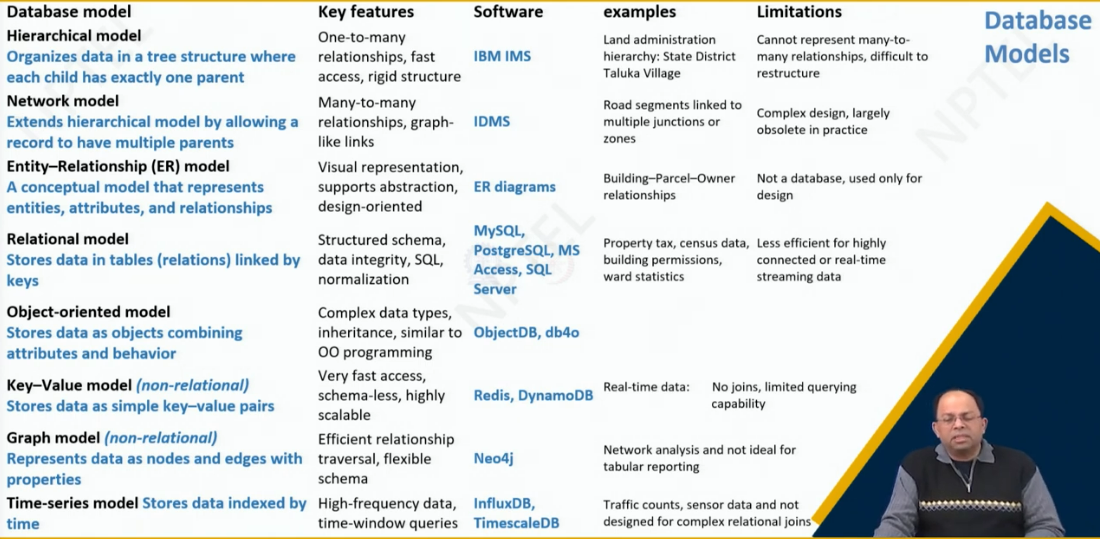 Database model Key features Software examples Limitations
Database
Models
Hierarchical model
Organizes data in a tree structure where
each child has exactly one parent
One-to-many
relationships, fast
access, rigid structure
IBM IMS
Land administration
hierarchy: State District
Taluka Village
Cannot represent many-to-
many relationships, difficult to
restructure
Network model
Extends hierarchical model by allowing a
record to have multiple parents
Many-to-many
relationships, graph-
like links
IDMS
Road segments linked to
multiple junctions or
zones
Complex design, largely
obsolete in practice
Entity–Relationship (ER) model
A conceptual model that represents
entities, attributes, and relationships
Visual representation,
supports abstraction,
design-oriented
ER diagrams
Building–Parcel–Owner
relationships
Not a database, used only for
design
Relational model
Stores data in tables (relations) linked by
keys
Structured schema,
data integrity, SQL,
normalization
MySQL,
PostgreSQL, MS
Access, SQL
Server
Property tax, census data,
building permissions,
ward statistics
Less efficient for highly
connected or real-time
streaming data
Object-oriented model
Stores data as objects combining
attributes and behavior
Complex data types,
inheritance, similar to
OO programming
ObjectDB, db4o
Key–Value model (non-relational)
Stores data as simple key–value pairs
Very fast access,
schema-less, highly
scalable
Redis, DynamoDB
Real-time data:
No joins, limited querying
capability
Graph model (non-relational)
Represents data as nodes and edges with
properties
Efficient relationship
traversal, flexible
schema
Neo4j
Network analysis and not ideal for
tabular reporting
Time-series model Stores data indexed by
time
High-frequency data,
time-window queries
InfluxDB,
TimescaleDB
Traffic counts, sensor data and not
designed for complex relational joins
NPTEL
NPTEL